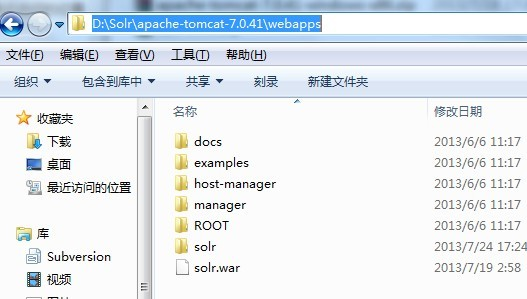 D:\Solr\apache-tomcat-7.0.41\webapps
文件(F) 编辑(E) 查看(V) 工具(T) 帮助(H)
组织 包含到库中 共享 刻录 新建文件夹
收藏夹
下载
桌面
最近访问的位置
库
Subversion
视频
名称 修改日期
docs 2013/6/6 11:17
examples 2013/6/6 11:17
host-manager 2013/6/6 11:17
manager 2013/6/6 11:17
ROOT 2013/6/6 11:17
solr 2013/7/24 17:24
solr.war 2013/7/19 2:58